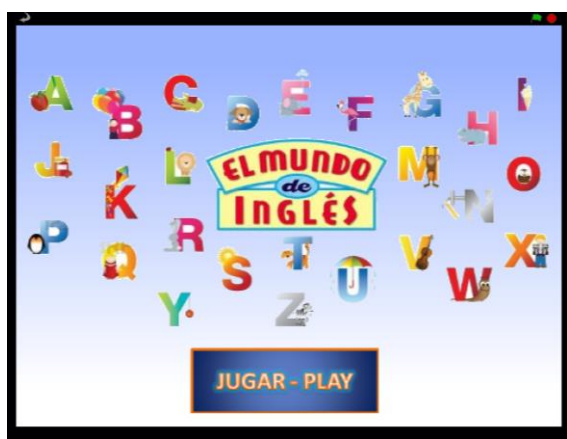 A B C D E F G H I
J K L M N O
P Q R S T U V W X
Y Z
EL MUNDO
de
INGLÉS
JUGAR - PLAY